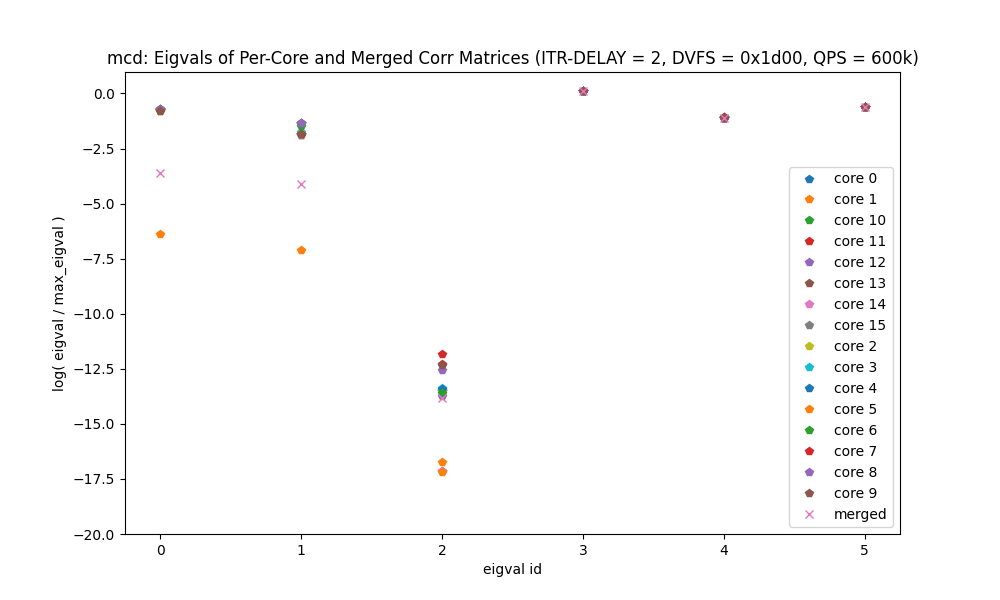 mcd: Eigvals of Per-Core and Merged Corr Matrices (ITR-DELAY = 2, DVFS = 0x1d00, QPS = 600k)
0.0
−2.5
−5.0
−7.5
−10.0
−12.5
−15.0
−17.5
−20.0
log( eigval / max_eigval )
0 1 2 3 4 5
eigval id
core 0
core 1
core 10
core 11
core 12
core 13
core 14
core 15
core 2
core 3
core 4
core 5
core 6
core 7
core 8
core 9
merged